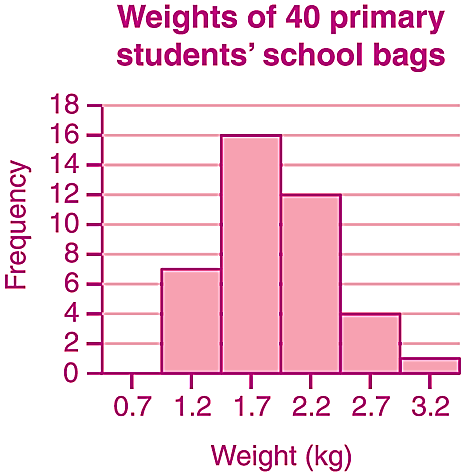 Weights of 40 primary
students’ school bags
18
16
14
12
10
8
6
4
2
0
Frequency
0.7 1.2 1.7 2.2 2.7 3.2
Weight (kg)